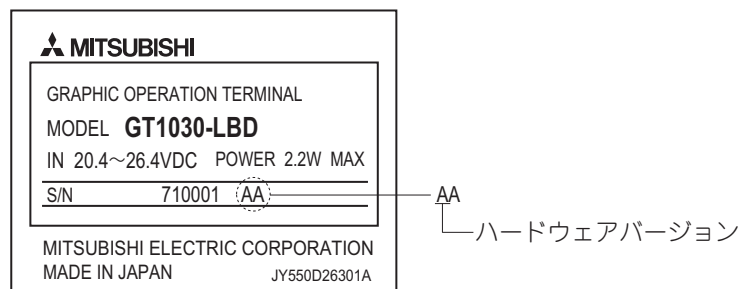 MITSUBISHI
GRAPHIC OPERATION TERMINAL
MODEL GT1030-LBD
IN 20.4～26.4VDC POWER 2.2W MAX
S/N 710001 AA
AA
ハードウェアバージョン
MITSUBISHI ELECTRIC CORPORATION
MADE IN JAPAN JY550D26301A